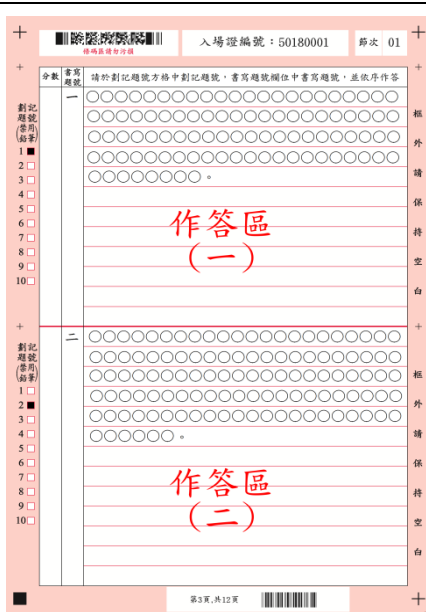 條碼區請勿汙損
入場證編號：50180001
節次 01
分數 書寫題號 請於劃記題號方格中劃記題號，書寫題號欄位中書寫題號，並依序作答
劃記題號(禁用鉛筆)
1■
2□
3□
4□
5□
6□
7□
8□
9□
10□
一 ○○○○○○○○○○○○○○○○○○○○
○○○○○○○○○○○○○○○○○○○○
○○○○○○○○○○○○○○○○○○○○
○○○○○○○○○○○○○○○○○○○○
○○○○○○○○。
作答區
(一)
框外請保持空白
劃記題號(禁用鉛筆)
1□
2■
3□
4□
5□
6□
7□
8□
9□
10□
二 ○○○○○○○○○○○○○○○○○○○○
○○○○○○○○○○○○○○○○○○○○
○○○○○○○○○○○○○○○○○○○○
○○○○○○○○○○○○○○○○○○○○
○○○○○○○○○○○○○○○○○○○○
○○○○○○。
作答區
(二)
框外請保持空白
第3頁,共12頁